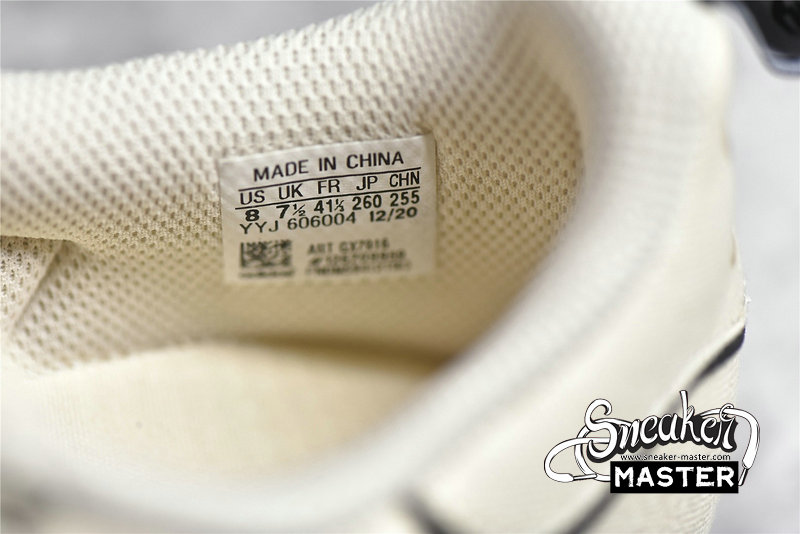 MADE IN CHINA
US UK FR JP CHN
8 7½ 41⅓ 260 255
YYJ 606004 12/20
ART
Sneaker
www.sneaker-master.com
MASTER